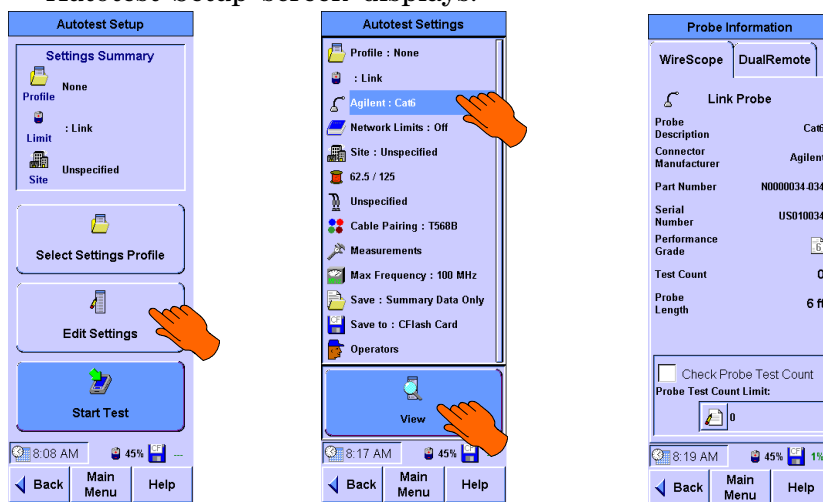 Autotest Setup screen displays.
Autotest Setup
Settings Summary
Profile
None
Limit
: Link
Site
Unspecified
Select Settings Profile
Edit Settings
Start Test
8:08 AM
45%
CF
---
Back
Main Menu
Help
Autotest Settings
Profile : None
: Link
Agilent : Cat6
Network Limits : Off
Site : Unspecified
62.5 / 125
Unspecified
Cable Pairing : T568B
Measurements
Max Frequency : 100 MHz
Save : Summary Data Only
Save to : CFlash Card
Operators
View
8:17 AM
45%
CF
Back
Main Menu
Help
Probe Information
WireScope
DualRemote
Link Probe
Probe Description
Cat6
Connector Manufacturer
Agilent
Part Number
N0000034-034
Serial Number
US010034
Performance Grade
6
Test Count
0
Probe Length
6 ft
Check Probe Test Count
Probe Test Count Limit:
0
8:19 AM
45%
CF
1%
Back
Main Menu
Help